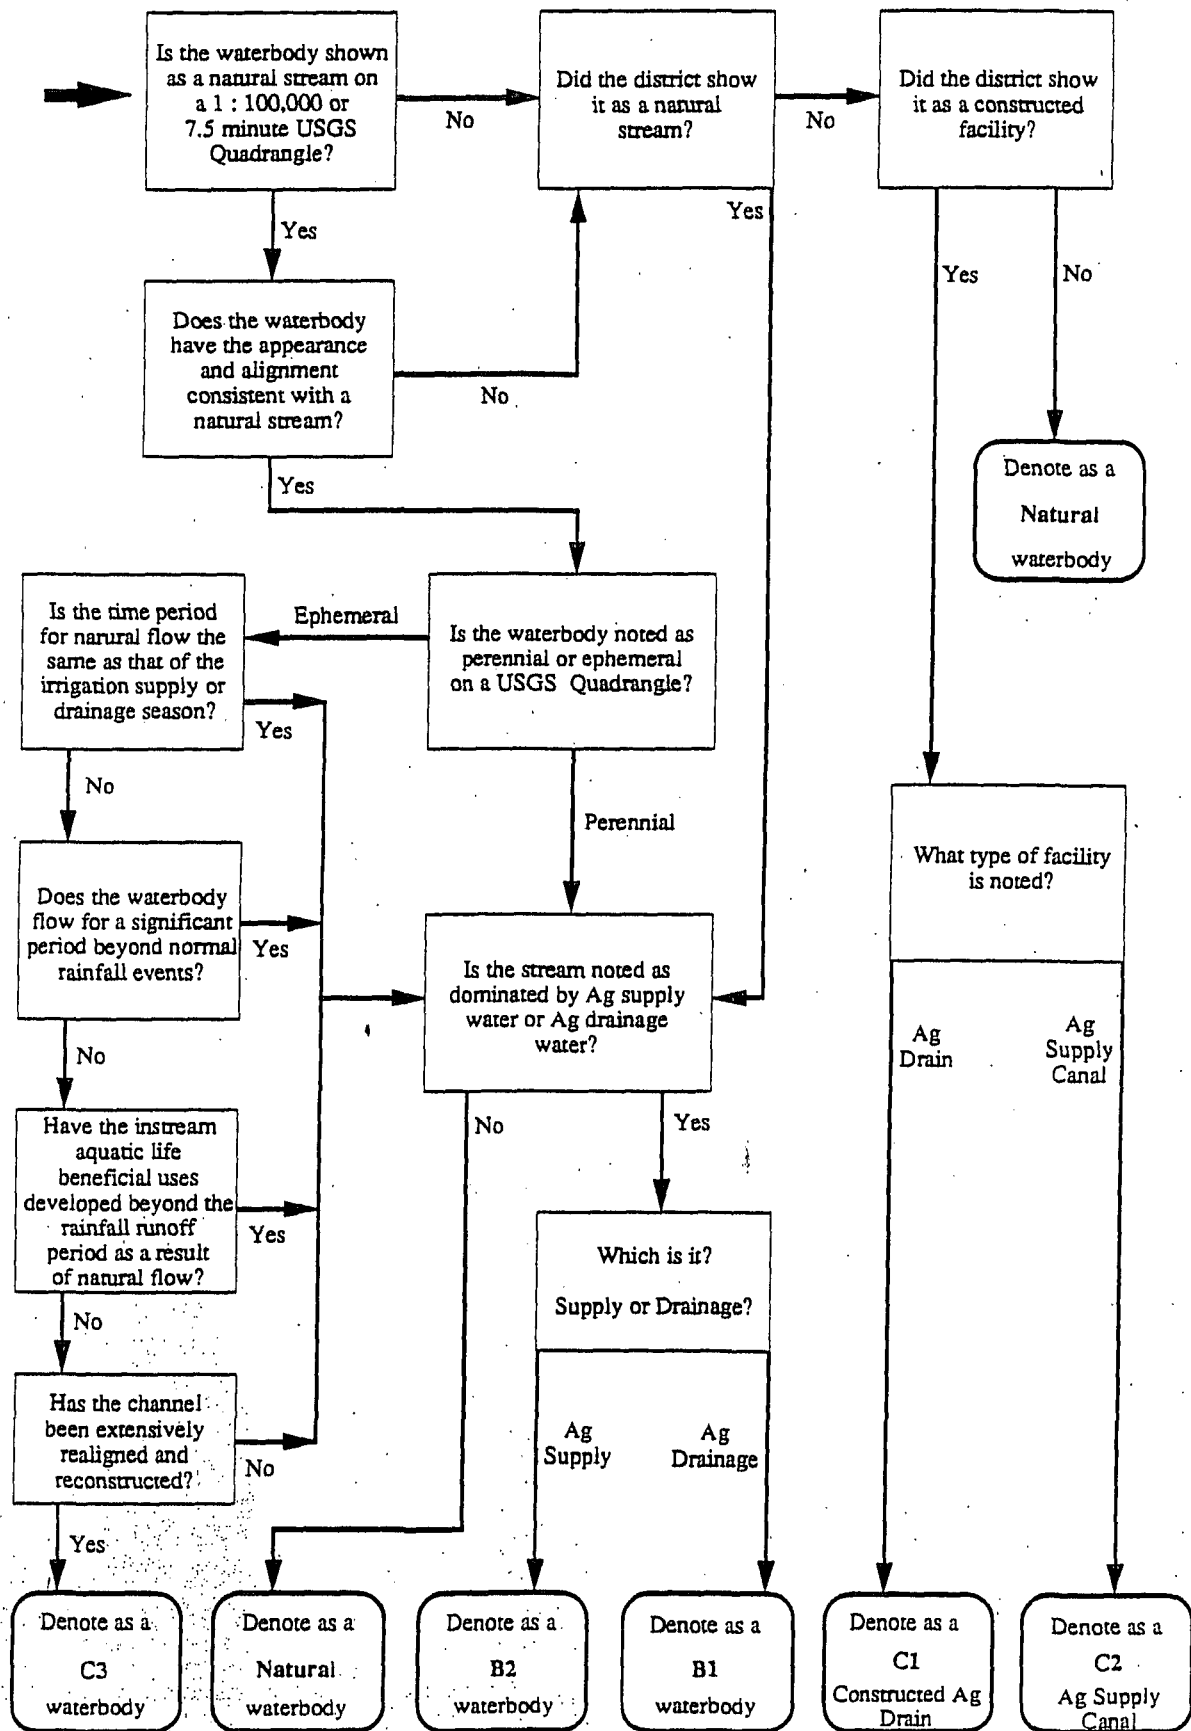 Is the waterbody shown
as a natural stream on
a 1 : 100,000 or
7.5 minute USGS
Quadrangle?
No
Did the district show
it as a natural
stream?
No
Did the district show
it as a constructed
facility?
Yes
Yes
Yes
No
Does the waterbody
have the appearance
and alignment
consistent with a
natural stream?
No
Yes
Denote as a
Natural
waterbody
Is the time period
for natural flow the
same as that of the
irrigation supply or
drainage season?
Ephemeral
Is the waterbody noted as
perennial or ephemeral
on a USGS Quadrangle?
Yes
No
Perennial
What type of facility
is noted?
Does the waterbody
flow for a significant
period beyond normal
rainfall events?
Yes
Is the stream noted as
dominated by Ag supply
water or Ag drainage
water?
Ag
Drain
Ag
Supply
Canal
No
No
Yes
Have the instream
aquatic life
beneficial uses
developed beyond the
rainfall runoff
period as a result
of natural flow?
Yes
Which is it?
Supply or Drainage?
No
Has the channel
been extensively
realigned and
reconstructed?
No
Ag
Supply
Ag
Drainage
Yes
Denote as a
C3
waterbody
Denote as a
Natural
waterbody
Denote as a
B2
waterbody
Denote as a
B1
waterbody
Denote as a
C1
Constructed Ag
Drain
Denote as a
C2
Ag Supply
Canal